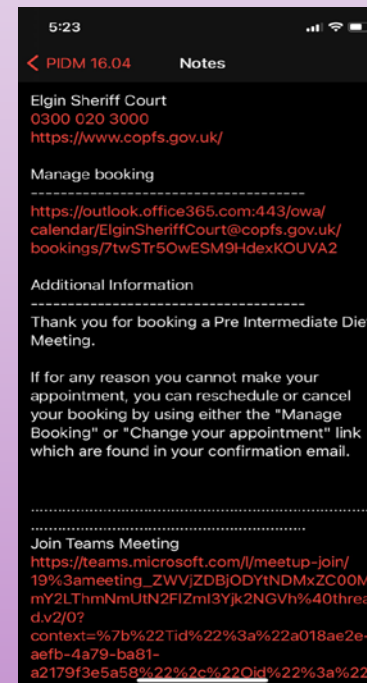 5:23
PIDM 16.04 Notes
Elgin Sheriff Court
0300 020 3000
https://www.copfs.gov.uk/
Manage booking
-------------------------------------
https://outlook.office365.com:443/owa/
calendar/ElginSheriffCourt@copfs.gov.uk/
bookings/7twSTr5OwESM9HdexKOUVA2
Additional Information
-------------------------------------
Thank you for booking a Pre Intermediate Die
Meeting.
If for any reason you cannot make your
appointment, you can reschedule or cancel
your booking by using either the "Manage
Booking" or "Change your appointment" link
which are found in your confirmation email.
Join Teams Meeting
https://teams.microsoft.com/l/meetup-join/
19%3ameeting_ZWVjZDBjODYtNDMxZC00M
mY2LThmNmUtN2FlZmI3Yjk2NGVh%40threa
d.v2/0?
context=%7b%22Tid%22%3a%22a018ae2e-
aefb-4a79-ba81-
a2179f3e5a58%22%2c%22Oid%22%3a%22